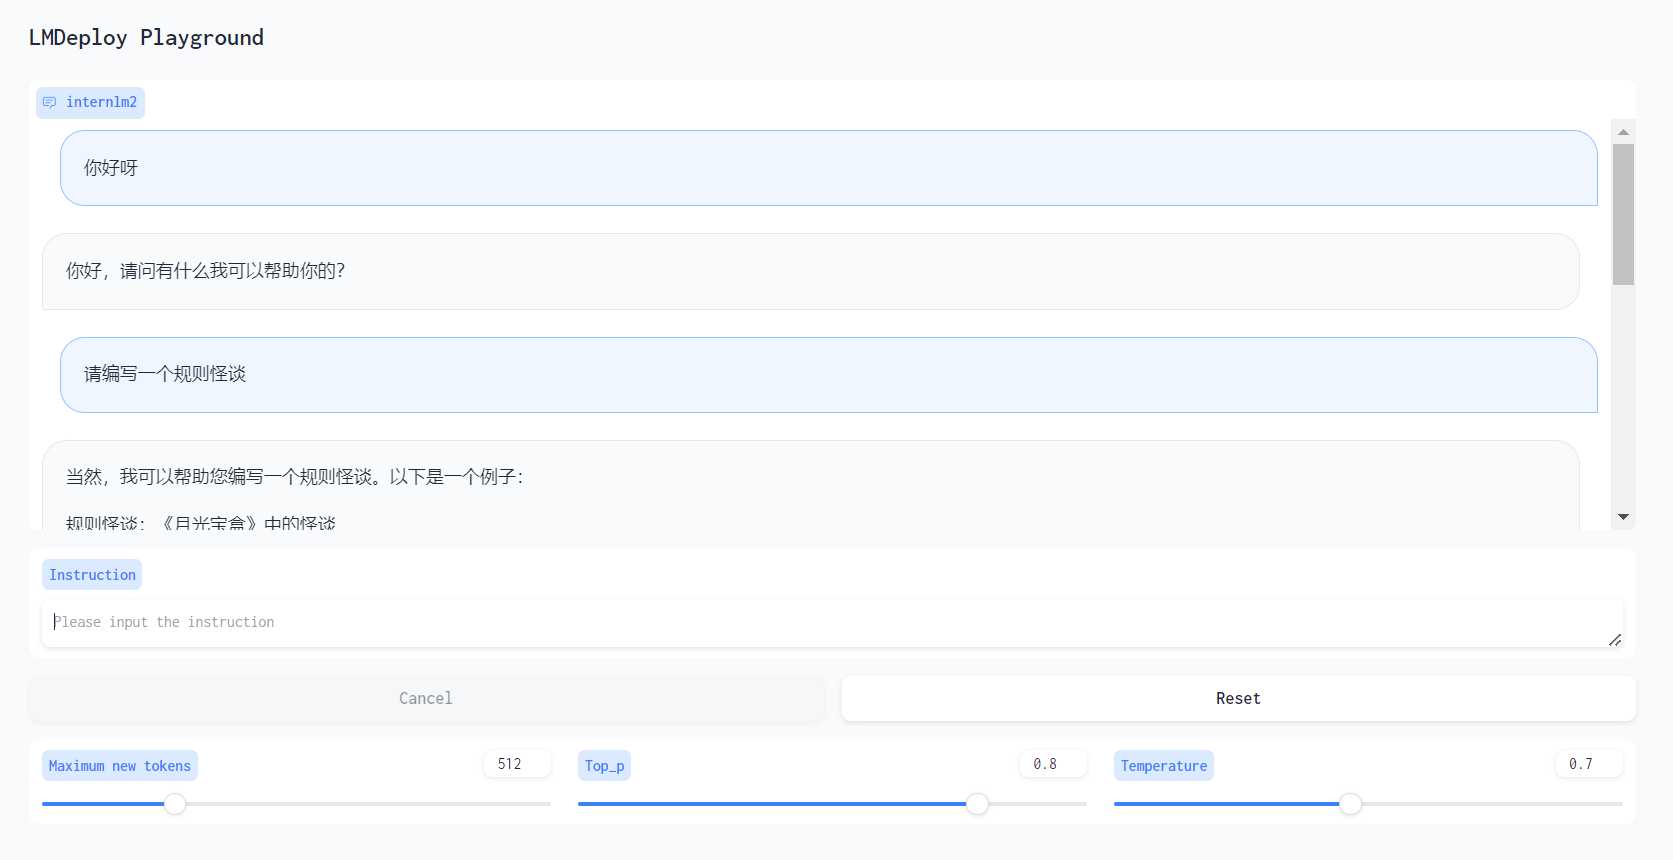 LMDeploy Playground
internlm2
你好呀
你好，请问有什么我可以帮助你的？
请编写一个规则怪谈
当然，我可以帮助您编写一个规则怪谈。以下是一个例子：
规则怪谈：《月光宝盒》中的怪谈
Instruction
Please input the instruction
Cancel
Reset
Maximum new tokens
512
Top_p
0.8
Temperature
0.7